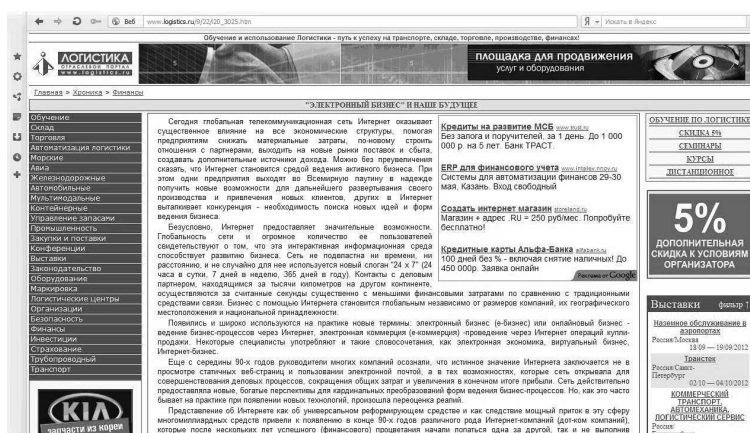 Веб
www.logistics.ru/9/22/i20_3025.htm
Искать в Яндекс
Обучение и использование Логистики - путь к успеху на транспорте, складе, торговле, производстве, финансах!
ЛОГИСТИКА
ОТРАСЛЕВОЙ ПОРТАЛ
www.logistics.ru
площадка для продвижения
услуг и оборудования
Главная > Хроника > Финансы
"ЭЛЕКТРОННЫЙ БИЗНЕС" И НАШЕ БУДУЩЕЕ
Обучение
Склад
Торговля
Автоматизация логистики
Морские
Авиа
Железнодорожные
Автомобильные
Мультимодальные
Контейнерные
Управление запасами
Промышленность
Закупки и поставки
Конференции
Выставки
Законодательство
Оборудование
Маркировка
Логистические центры
Организации
Безопасность
Финансы
Инвестиции
Страхование
Трубопроводный
Транспорт
KIA
запчасти из кореи
Сегодня глобальная телекоммуникационная сеть Интернет оказывает
существенное влияние на все экономические структуры, помогая
предприятиям снижать материальные затраты, по-новому строить
отношения с партнерами, выходить на новые рынки поставок и сбыта,
создавать дополнительные источники дохода. Можно без преувеличения
сказать, что Интернет становится средой ведения активного бизнеса. При
этом одни предприятия выходят во Всемирную паутину в надежде
получить новые возможности для дальнейшего развертывания своего
производства и привлечения новых клиентов, других в Интернет
выталкивает конкуренция - необходимость поиска новых идей и форм
ведения бизнеса.
Безусловно, Интернет предоставляет значительные возможности.
Глобальность сети и огромное количество ее пользователей
свидетельствуют о том, что эта интерактивная информационная среда
способствует развитию бизнеса. Сеть не подвластна ни времени, ни
расстоянию, и не случайно для нее используется новый слоган "24 x 7" (24
часа в сутки, 7 дней в неделю, 365 дней в году). Контакты с деловым
партнером, находящимся за тысячи километров на другом континенте,
осуществляются за считанные секунды существенно с меньшими финансовыми затратами по сравнению с традиционными
средствами связи. Бизнес с помощью Интернета становится глобальным независимо от размеров компаний, их географического
местоположения и национальной принадлежности.
Появились и широко используются на практике новые термины: электронный бизнес (е-бизнес) или онлайновый бизнес -
ведение бизнес-процессов через Интернет, электронная коммерция (е-коммерция) -проведение через Интернет операций купли-
продажи. Некоторые специалисты употребляют и такие словосочетания, как электронная экономика, виртуальный бизнес,
Интернет-бизнес.
Еще с середины 90-х годов руководители многих компаний осознали, что истинное значение Интернета заключается не в
просмотре статичных веб-страниц и пользовании электронной почтой, а в тех возможностях, которые сеть открывала для
совершенствования деловых процессов, сокращения общих затрат и увеличения в конечном итоге прибыли. Сеть действительно
предоставляла новые, богатые перспективы для кардинальных преобразований форм ведения бизнес-процессов. Но, как это часто
бывает на практике при появлении новых технологий, произошла переоценка реалий.
Представление об Интернете как об универсальном реформирующем средстве и как следствие мощный приток в эту сферу
многомиллиардных средств привели к появлению в конце 90-х годов различного рода Интернет-компаний (дот-ком компаний),
которые после нескольких лет успешного (финансового) процветания начали лопаться одна за другой, так и не выполнив
Кредиты на развитие МСБ www.trust.ru
Без залога и поручителей, за 1 день. До 1 000
000 р. на 5 лет. Банк ТРАСТ.
ERP для финансового учета www.intalex.nnov.ru
Системы для автоматизации финансов 29-30
мая, Казань. Вход свободный
Создать интернет магазин storeland.ru
Магазин + адрес .RU = 250 руб/мес. Попробуйте
бесплатно!
Кредитные карты Альфа-Банка alfabank.ru
100 дней без % - включая снятие наличных! До
450 000р. Заявка онлайн
Реклама от Google
ОБУЧЕНИЕ ПО ЛОГИСТИКЕ
СКИДКА 5%
СЕМИНАРЫ
КУРСЫ
ДИСТАНЦИОННОЕ
5%
ДОПОЛНИТЕЛЬНАЯ
СКИДКА К УСЛОВИЯМ
ОРГАНИЗАТОРА
Выставки фильтр ↑
Наземное обслуживание в
аэропортах
Россия/Москва
18/09 — 19/09/2012
Транстек
Россия/Санкт-
Петербург
02/10 — 04/10/2012
КОММЕРЧЕСКИЙ
ТРАНСПОРТ.
АВТОМЕХАНИКА.
ЛОГИСТИЧЕСКИЙ СЕРВИС
Россия/